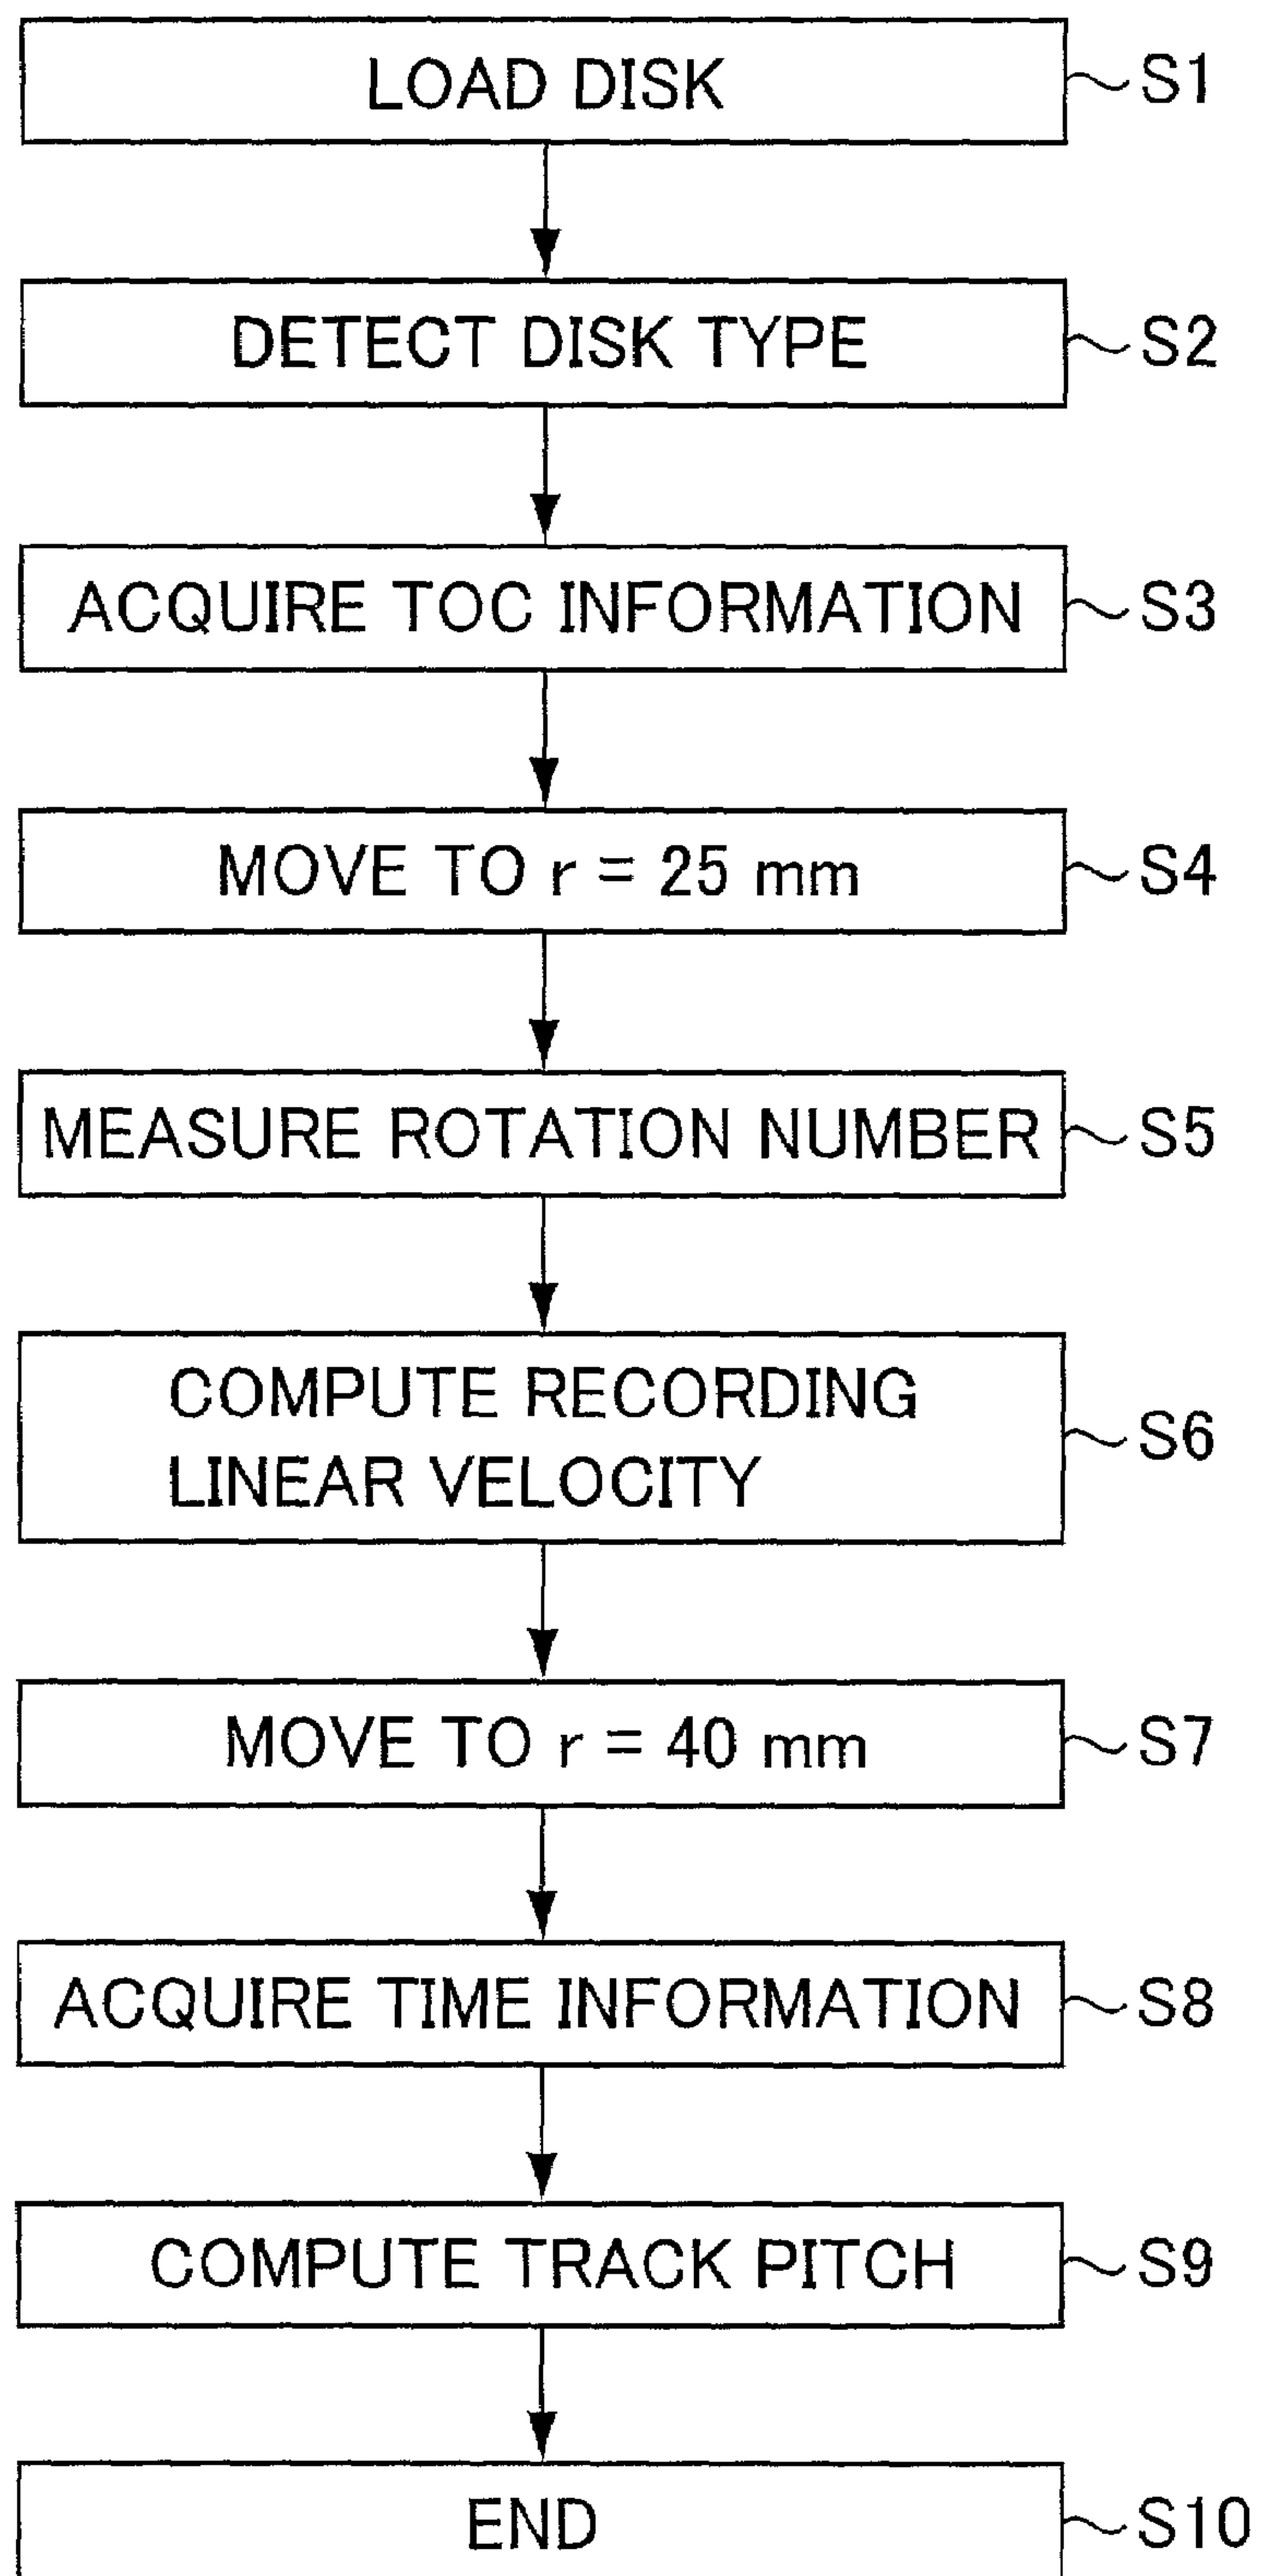 LOAD DISK S1
DETECT DISK TYPE S2
ACQUIRE TOC INFORMATION S3
MOVE TO r = 25 mm S4
MEASURE ROTATION NUMBER S5
COMPUTE RECORDING
LINEAR VELOCITY S6
MOVE TO r = 40 mm S7
ACQUIRE TIME INFORMATION S8
COMPUTE TRACK PITCH S9
END S10